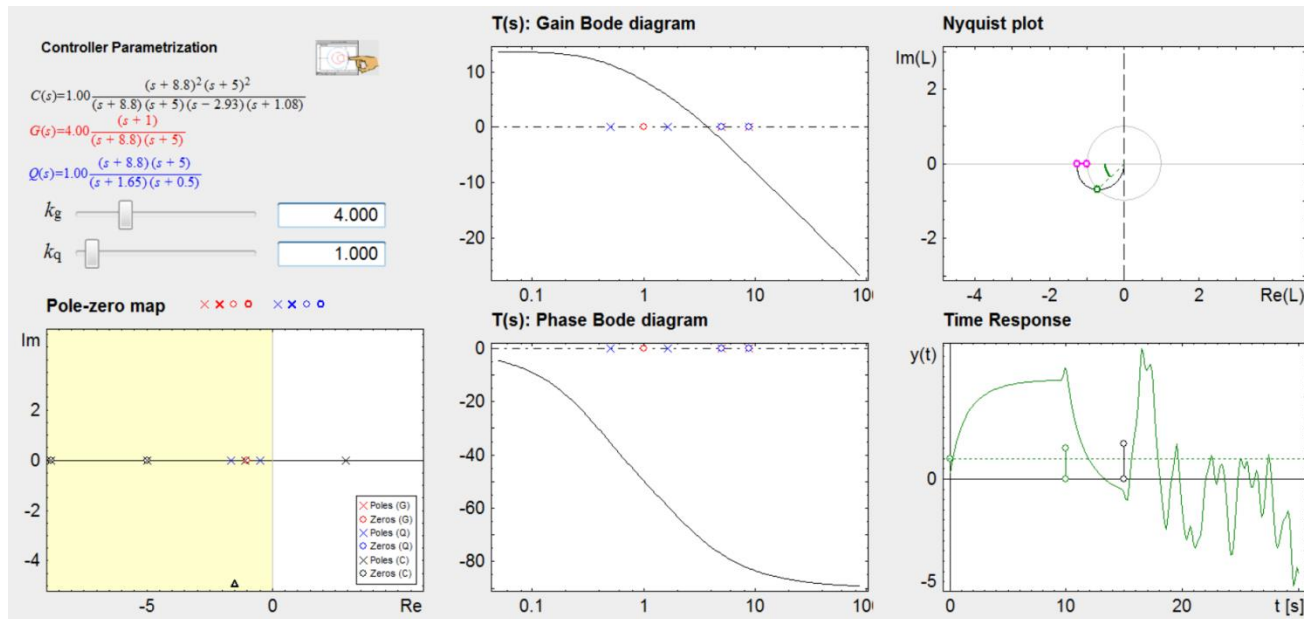 Controller Parametrization
C(s)=1.00 (s + 8.8)² (s + 5)² / (s + 8.8) (s + 5) (s − 2.93) (s + 1.08)
G(s)=4.00 (s + 1) / (s + 8.8) (s + 5)
Q(s)=1.00 (s + 8.8) (s + 5) / (s + 1.65) (s + 0.5)
kg 4.000
kq 1.000
Pole-zero map
Im
2
0
-2
-4
-5 0 Re
Poles (G)
Zeros (G)
Poles (Q)
Zeros (Q)
Poles (C)
Zeros (C)
T(s): Gain Bode diagram
10
0
-10
-20
0.1 1 10 10
T(s): Phase Bode diagram
0
-20
-40
-60
-80
0.1 1 10 10
Nyquist plot
Im(L)
2
0
-2
-4 -2 0 2 Re(L)
Time Response
y(t)
0
-5
0 10 20 t [s]